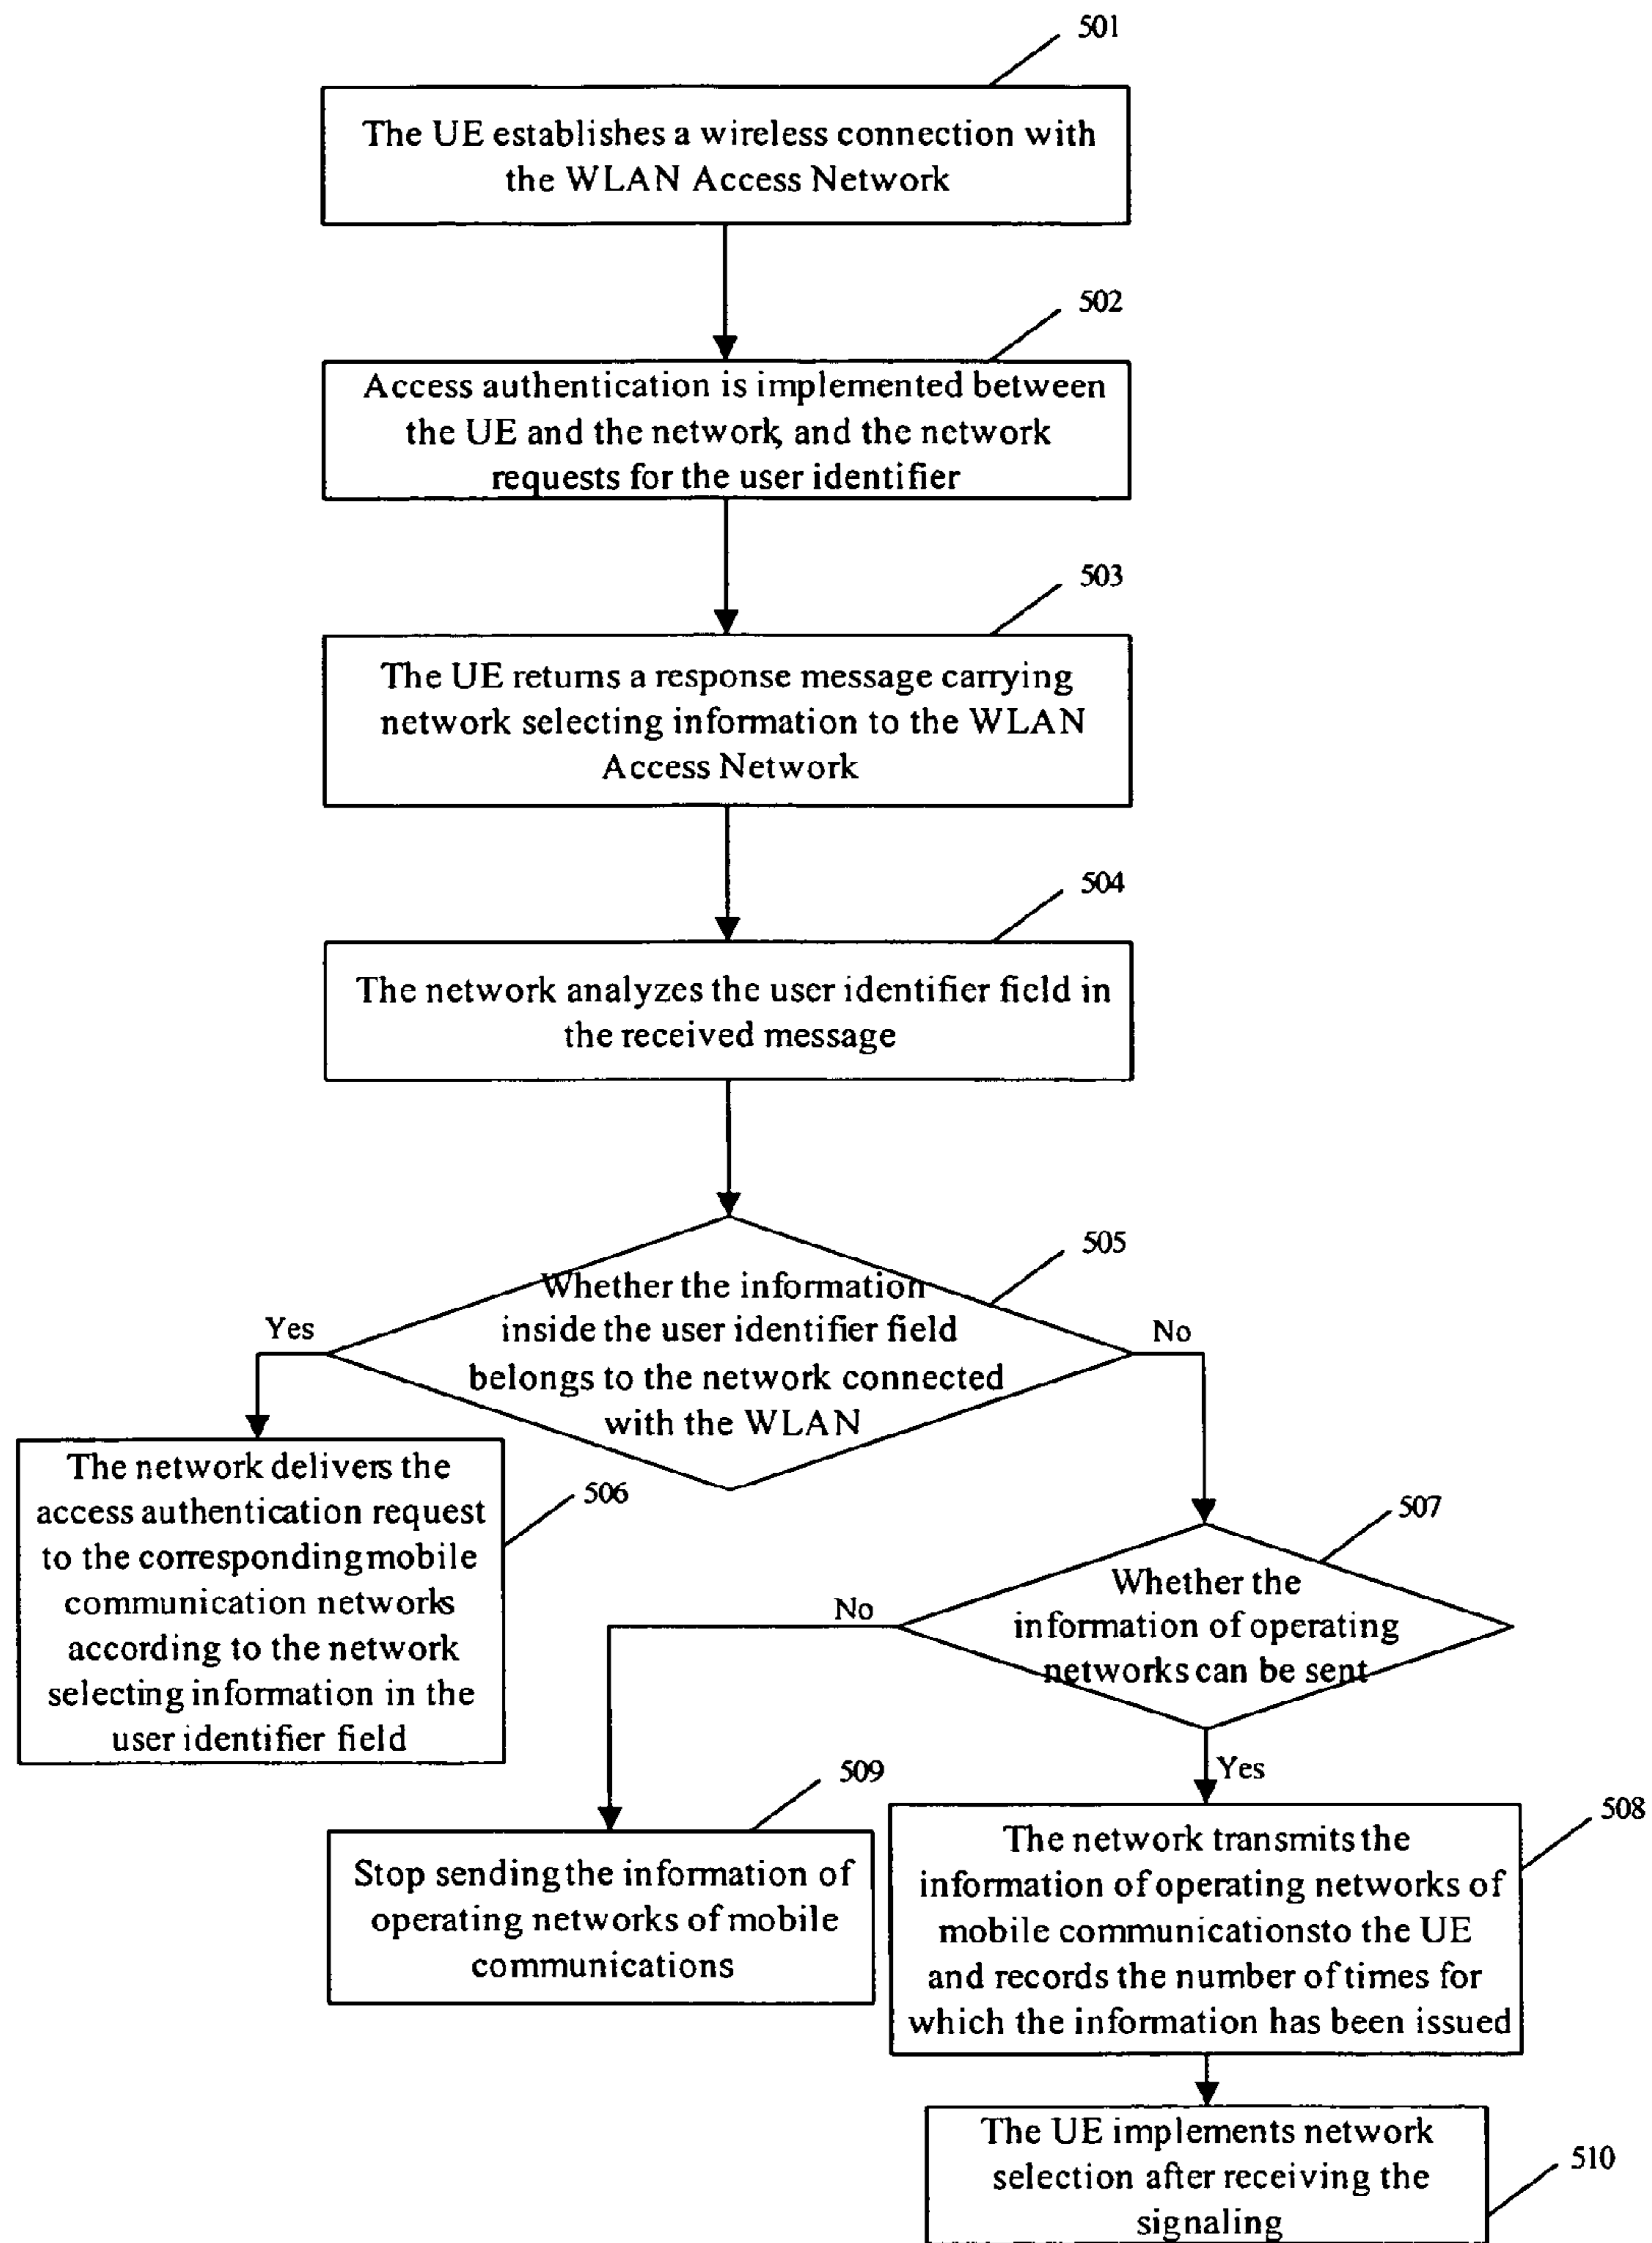 501
The UE establishes a wireless connection with
the WLAN Access Network
502
Access authentication is implemented between
the UE and the network, and the network
requests for the user identifier
503
The UE returns a response message carrying
network selecting information to the WLAN
Access Network
504
The network analyzes the user identifier field in
the received message
505
Whether the information
inside the user identifier field
belongs to the network connected
with the WLAN
Yes
No
The network delivers the
access authentication request
to the corresponding mobile
communication networks
according to the network
selecting information in the
user identifier field
506
507
Whether the
information of operating
networks can be sent
No
Yes
509
Stop sending the information of
operating networks of mobile
communications
508
The network transmits the
information of operating networks of
mobile communicationsto the UE
and records the number of times for
which the information has been issued
The UE implements network
selection after receiving the
signaling
510